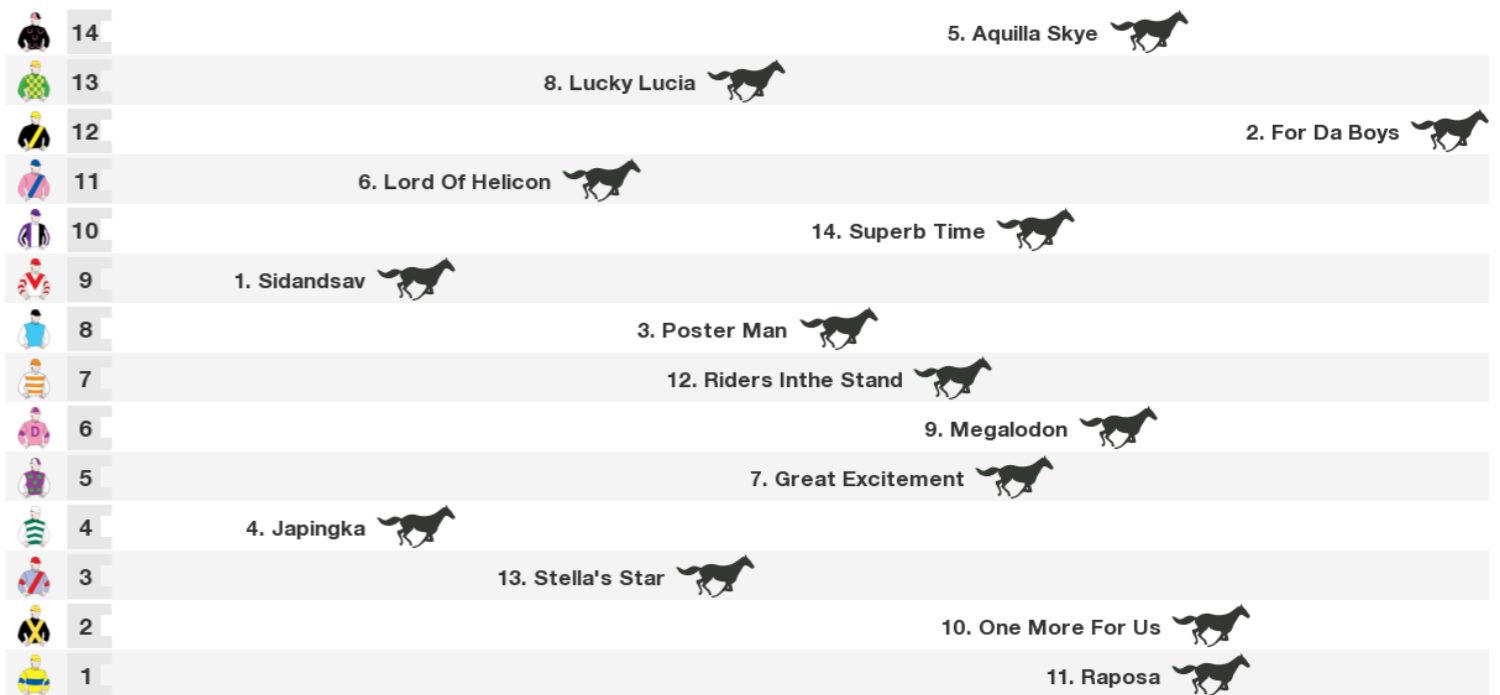 14 5. Aquilla Skye
13 8. Lucky Lucia
12 2. For Da Boys
11 6. Lord Of Helicon
10 14. Superb Time
9 1. Sidandsav
8 3. Poster Man
7 12. Riders Inthe Stand
D 6 9. Megalodon
5 7. Great Excitement
4 4. Japingka
3 13. Stella's Star
2 10. One More For Us
1 11. Raposa